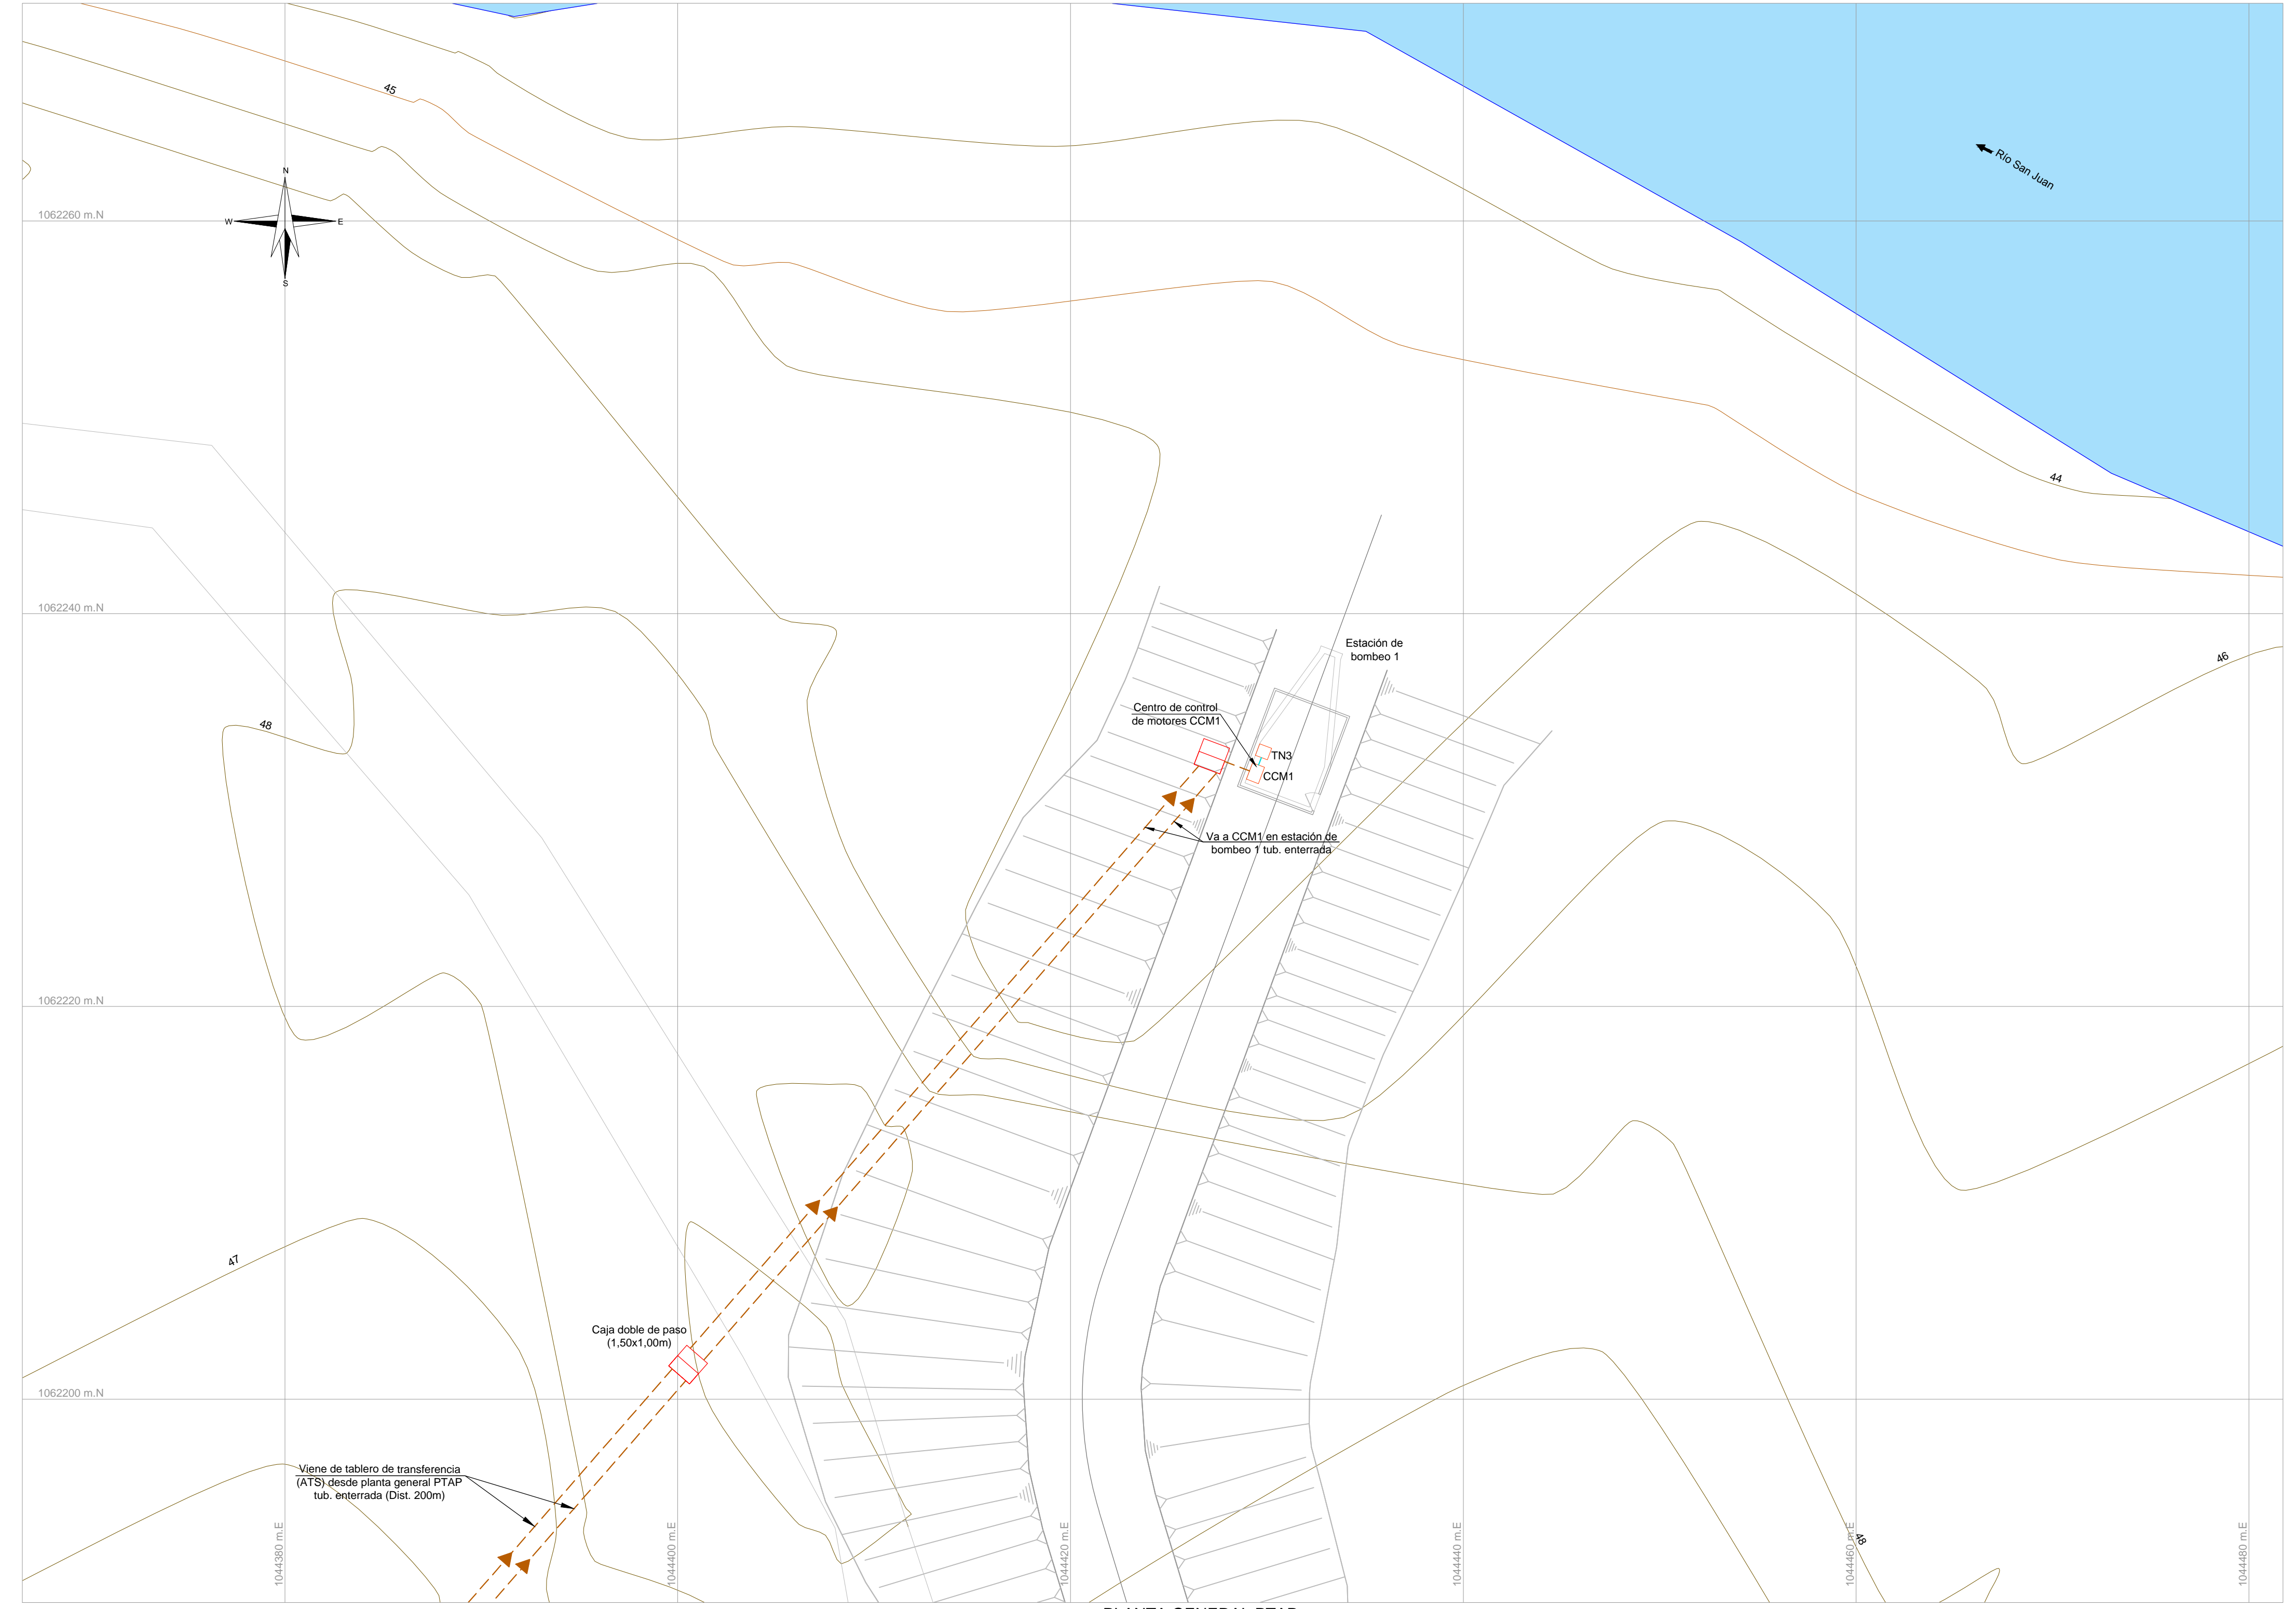 45
N
W E
S
Río San Juan
1062260 m.N
44
1062240 m.N
Estación de
bombeo 1
46
48
Centro de control
de motores CCM1
TN3
CCM1
Va a CCM1 en estación de
bombeo 1 tub. enterrada
1062220 m.N
47
Caja doble de paso
(1,50x1,00m)
1062200 m.N
Viene de tablero de transferencia
(ATS) desde planta general PTAP
tub. enterrada (Dist. 200m)
1044380 m.E
1044400 m.E
1044420 m.E
1044440 m.E
1044460 m.E
48
1044480 m.E
PLANTA GENERAL PTAP